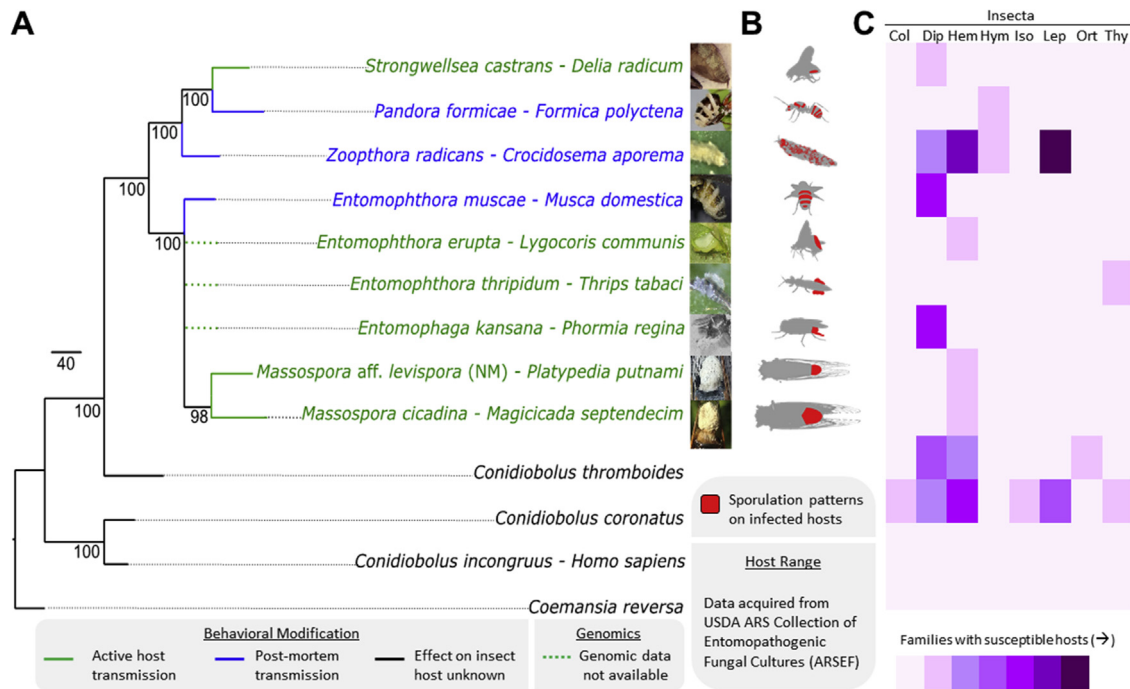 A
B
C
Insecta
Col Dip Hem Hym Iso Lep Ort Thy
Strongwellsea castrans - Delia radicum
100
Pandora formicae - Formica polyctena
100
Zoopthora radicans - Crocidosema aporema
100
Entomophthora muscae - Musca domestica
100
Entomophthora erupta - Lygocoris communis
Entomophthora thripidum - Thrips tabaci
Entomophaga kansana - Phormia regina
40
Massospora aff. levispora (NM) - Platypedia putnami
100
98
Massospora cicadina - Magicicada septendecim
Conidiobolus thromboides
Conidiobolus coronatus
100
Conidiobolus incongruus - Homo sapiens
Coemansia reversa
Sporulation patterns
on infected hosts
Host Range
Data acquired from
USDA ARS Collection of
Entomopathogenic
Fungal Cultures (ARSEF)
Behavioral Modification
Active host
transmission
Post-mortem
transmission
Effect on insect
host unknown
Genomics
Genomic data
not available
Families with susceptible hosts (→)